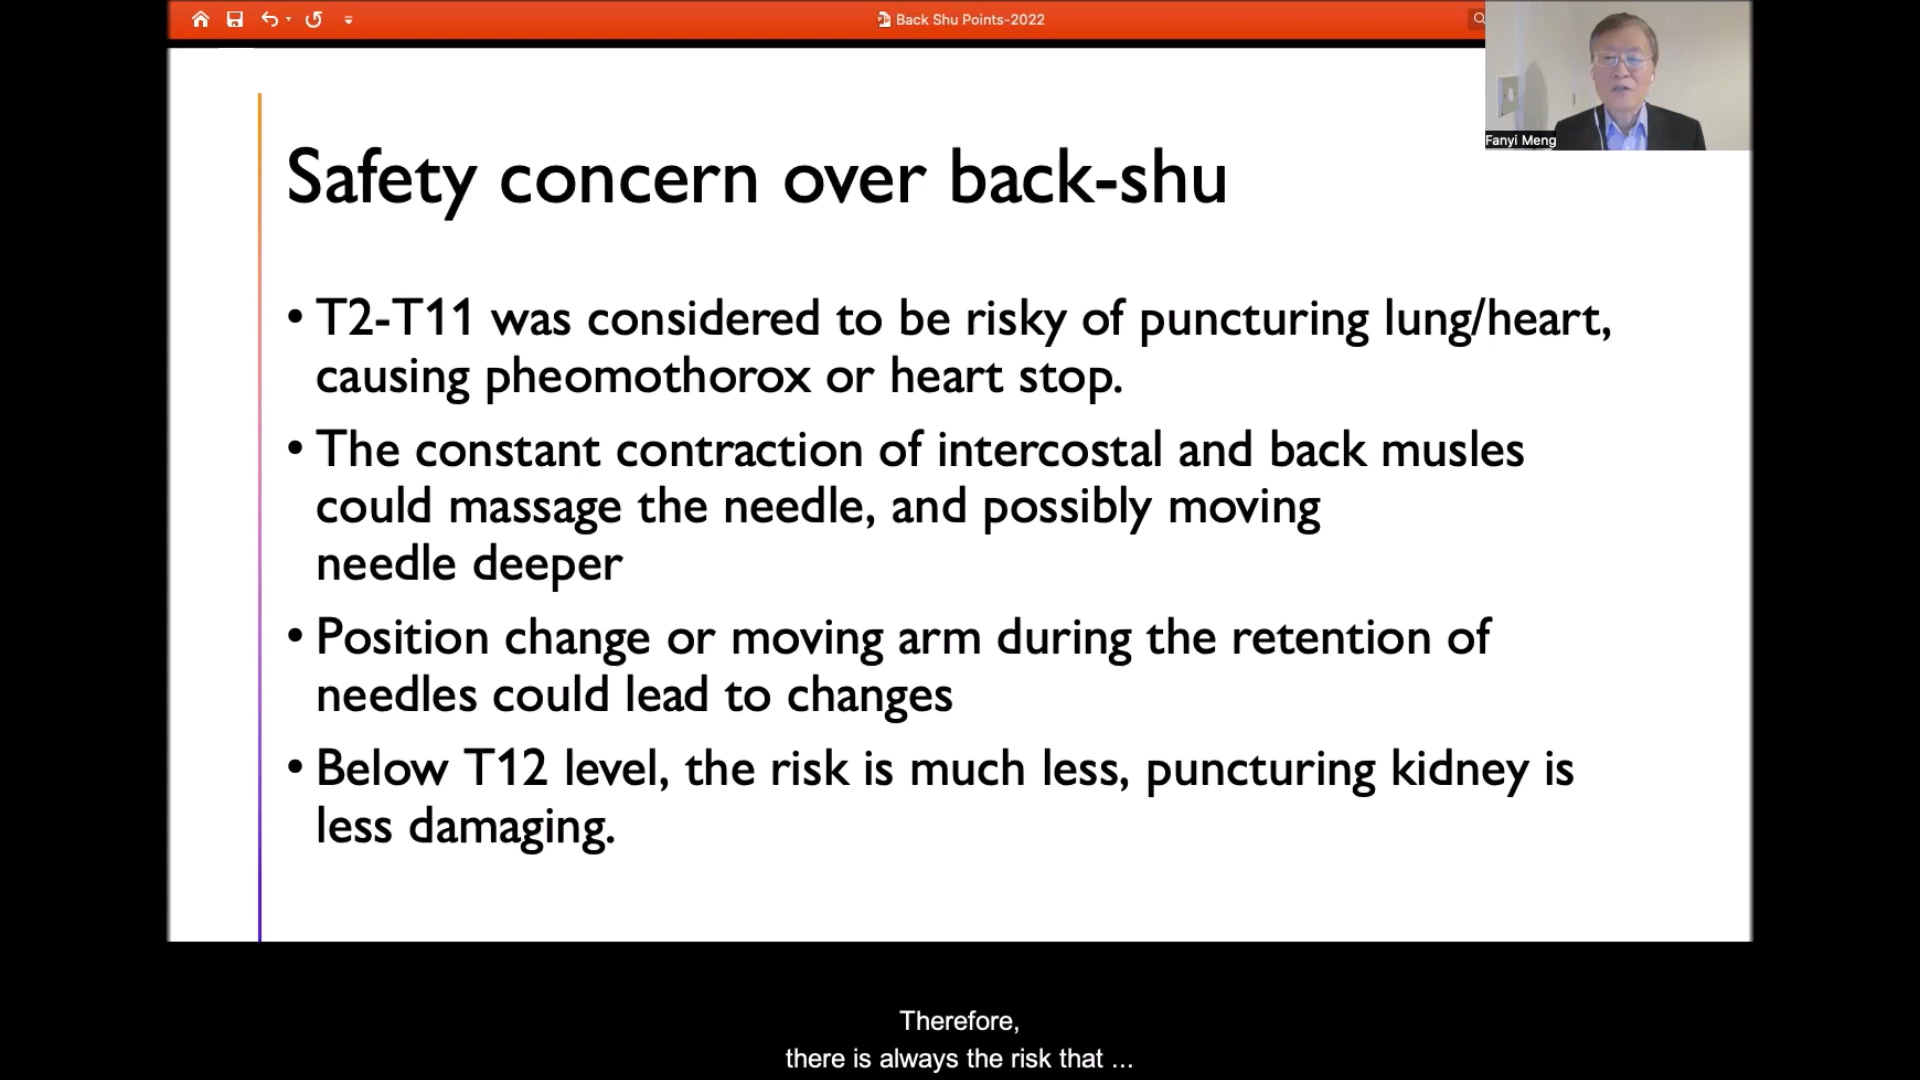 Back Shu Points-2022
Fanyi Meng
Safety concern over back-shu
• T2-T11 was considered to be risky of puncturing lung/heart,
causing pheomothorox or heart stop.
• The constant contraction of intercostal and back musles
could massage the needle, and possibly moving
needle deeper
• Position change or moving arm during the retention of
needles could lead to changes
• Below T12 level, the risk is much less, puncturing kidney is
less damaging.
Therefore,
there is always the risk that ...